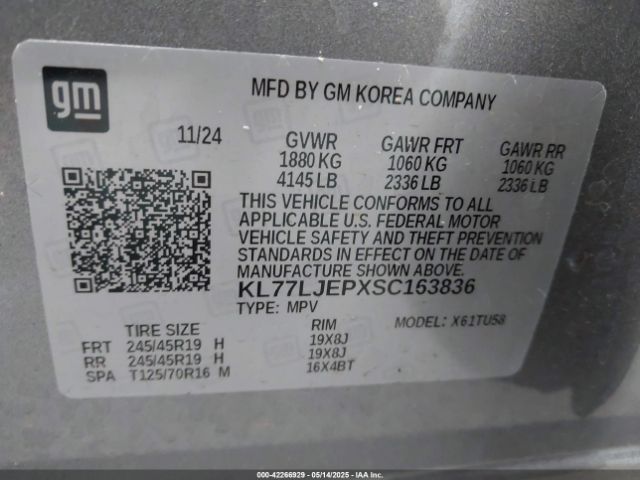 gm
MFD BY GM KOREA COMPANY
11/24 GVWR GAWR FRT GAWR RR
1880 KG 1060 KG 1060 KG
4145 LB 2336 LB 2336 LB
THIS VEHICLE CONFORMS TO ALL
APPLICABLE U.S. FEDERAL MOTOR
VEHICLE SAFETY AND THEFT PREVENTION
STANDARDS IN EFFECT ON THE DATE OF
MANUFACTURE SHOWN ABOVE.
KL77LJEPXSC153836
TYPE: MPV MODEL: X61TU58
TIRE SIZE RIM
FRT 245/45R19 H 19X8J
RR 245/45R19 H 19X8J
SPA T125/70R16 M 16X4BT
000-42266929 - 05/14/2025 - IAA Inc.